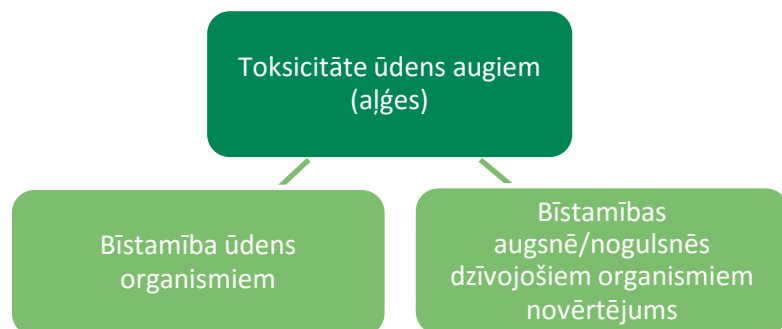 Toksicitāte ūdens augiem
(aļģes)
Bīstamība ūdens
organismiem
Bīstamības
augsnē/nogulsnēs
dzīvojošiem organismiem
novērtējums